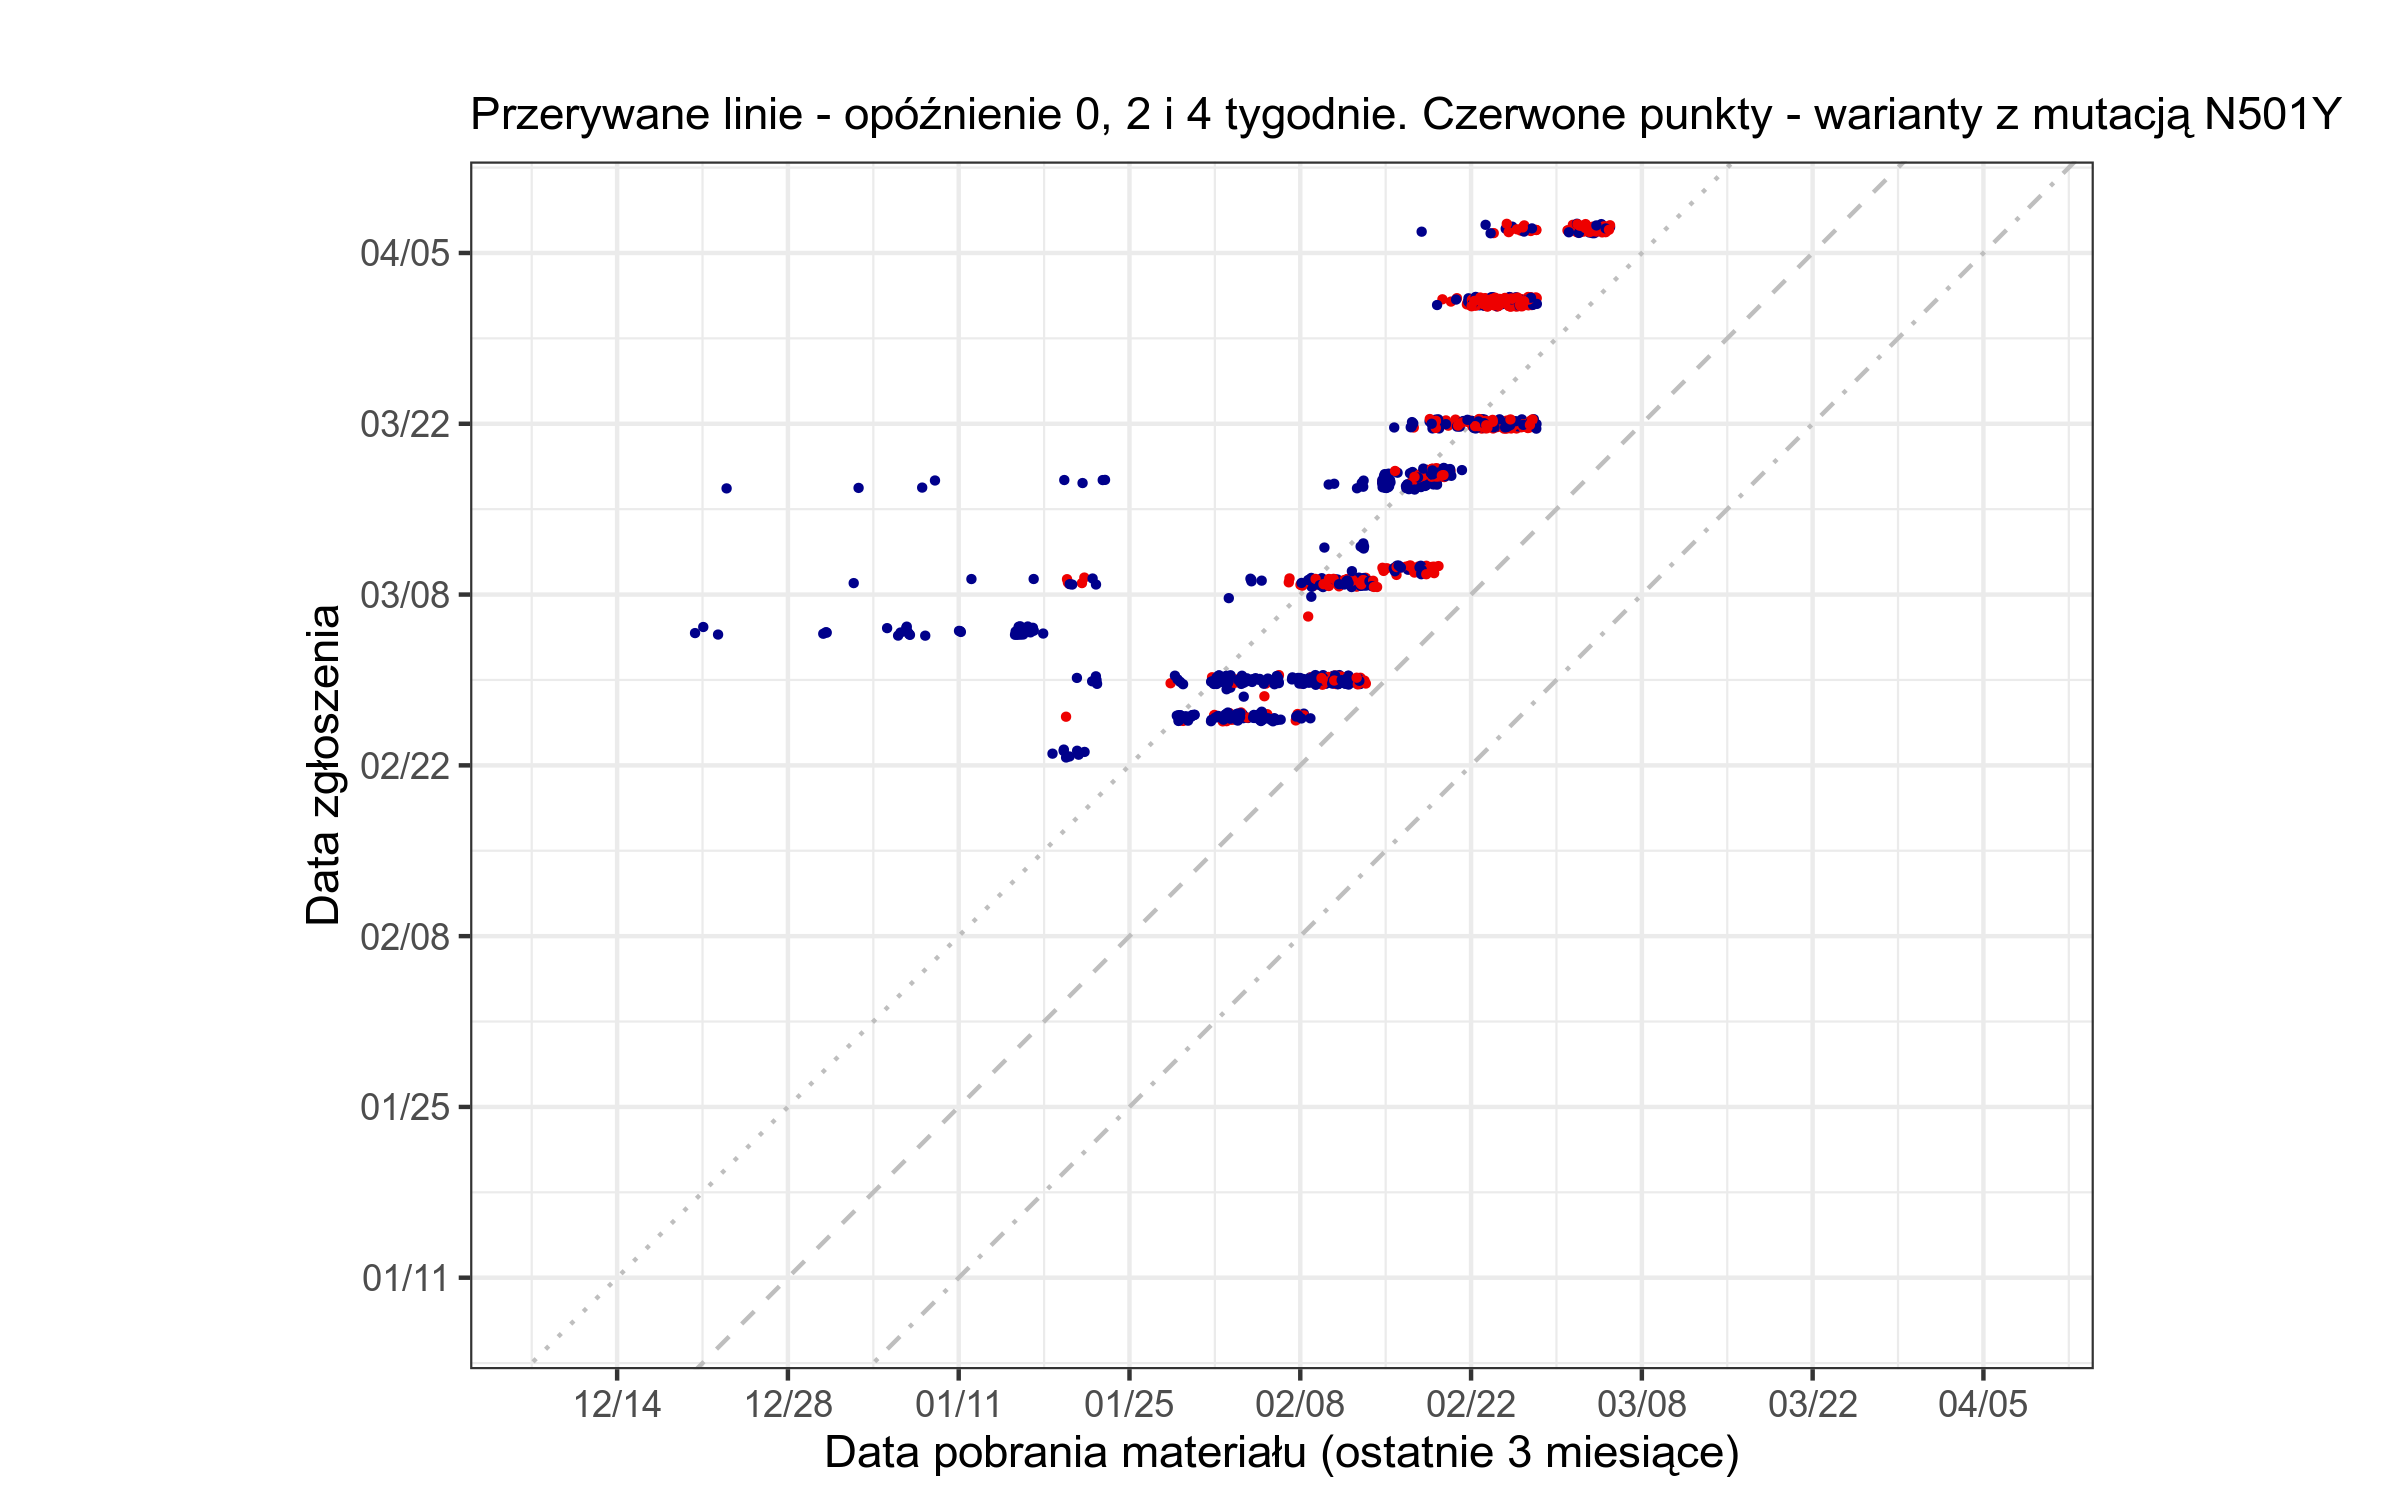 Przerywane linie - opóźnienie 0, 2 i 4 tygodnie. Czerwone punkty - warianty z mutacją N501Y
Data zgłoszenia
04/05
03/22
03/08
02/22
02/08
01/25
01/11
12/14 12/28 01/11 01/25 02/08 02/22 03/08 03/22 04/05
Data pobrania materiału (ostatnie 3 miesiące)